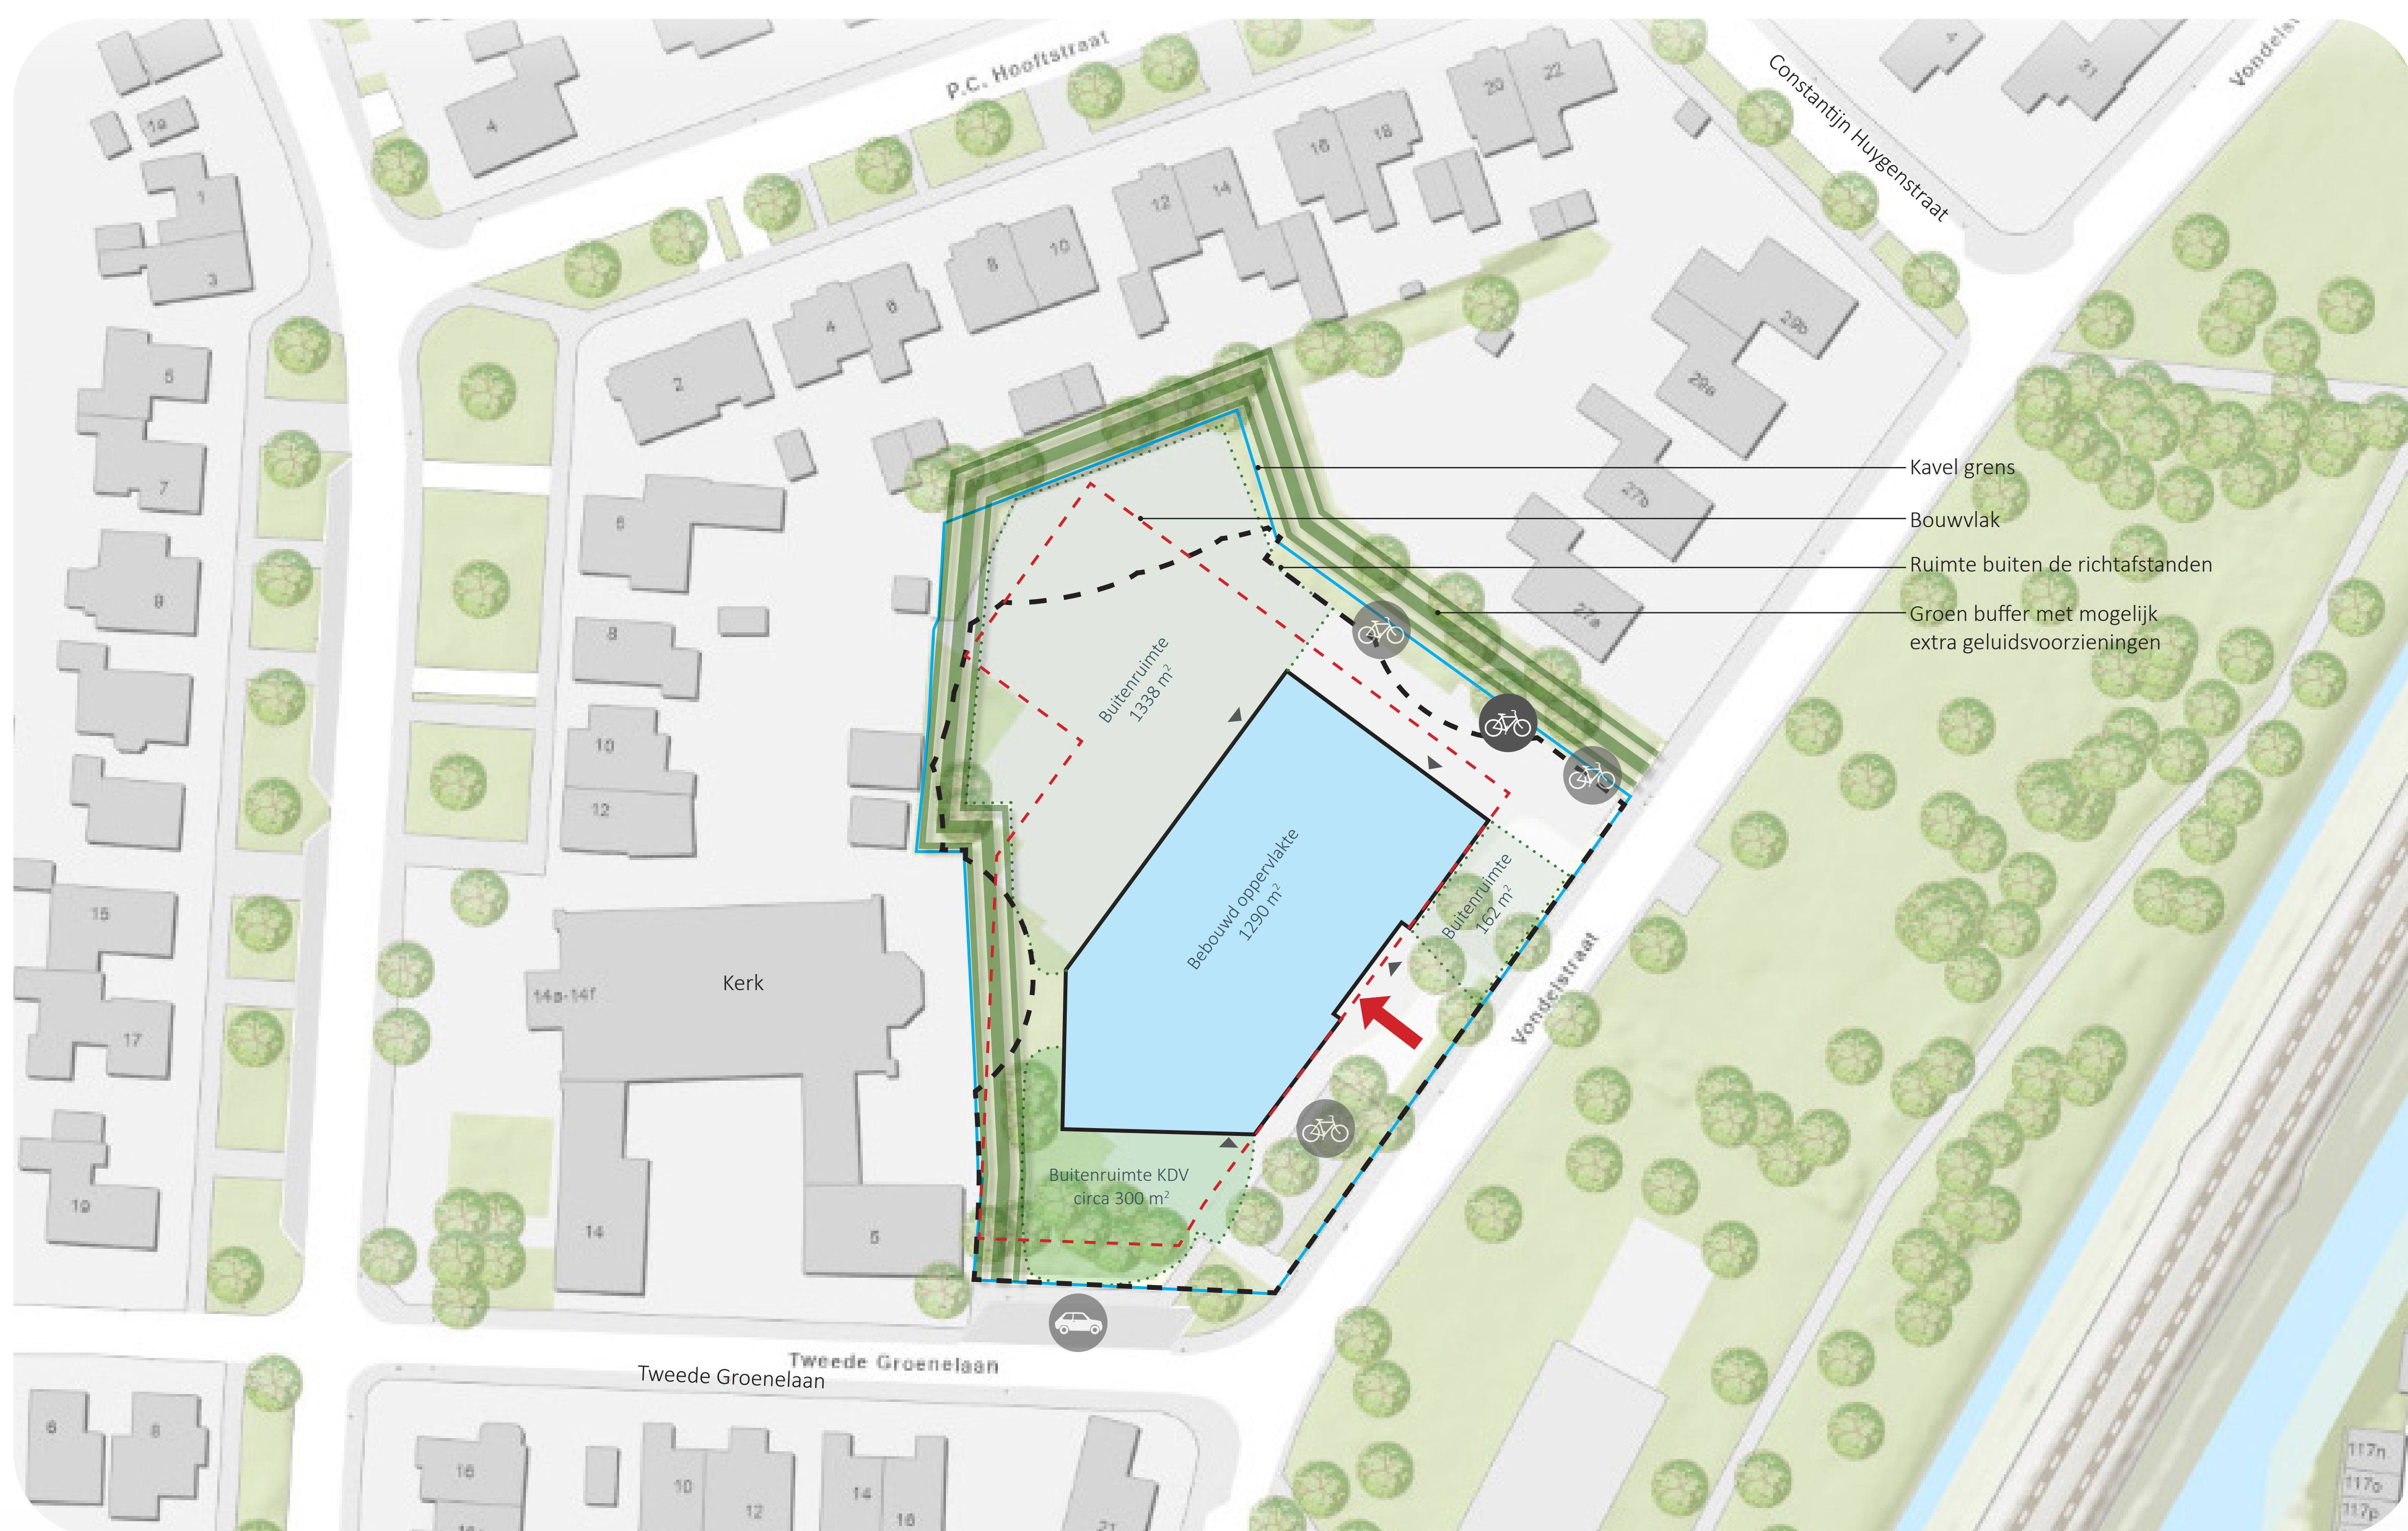 P.C. Hooftstraat
Constantijn Huygenstraat
4
31
1a
1
3
4
20
22
16
18
12
14
8
10
4
6
2
29b
29a
27b
27a
5
7
9
15
17
19
6
8
10
12
Kavel grens
Bouwvlak
Ruimte buiten de richtafstanden
Groen buffer met mogelijk
extra geluidsvoorzieningen
Buitenruimte
1338 m²
Bebouwd oppervlakte
1290 m²
Buitenruimte
162 m²
Vondelstraat
Kerk
14a-14f
Buitenruimte KDV
circa 300 m²
14
5
Tweede Groenelaan
Tweede Groenelaan
6
8
16
10
12
14
16
21
117n
117o
117p